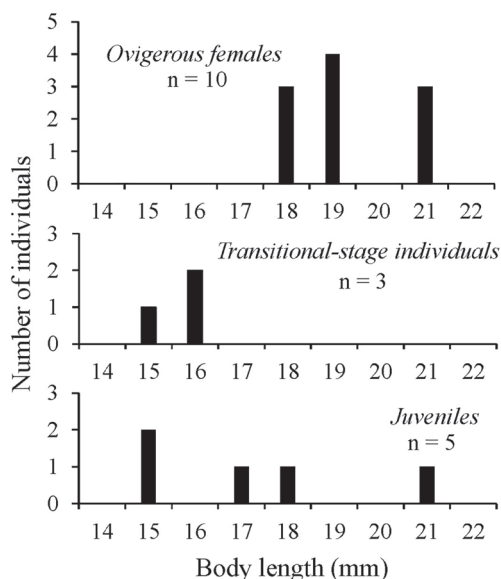 Number of individuals
5
4
3
2
1
0
Ovigerous females
n = 10
14 15 16 17 18 19 20 21 22
3
2
1
0
Transitional-stage individuals
n = 3
14 15 16 17 18 19 20 21 22
3
2
1
0
Juveniles
n = 5
14 15 16 17 18 19 20 21 22
Body length (mm)